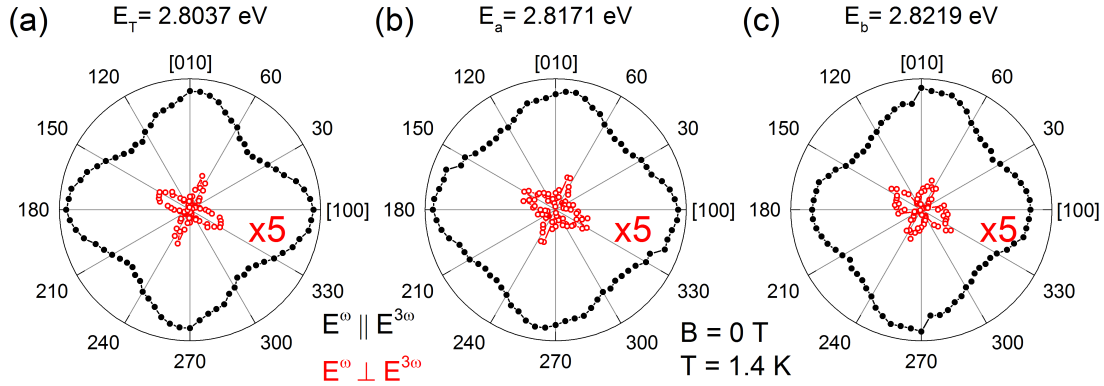 (a) E_T = 2.8037 eV
[010]
120 60
150 30
180 [100]
x5
210 330
240 300
270
(b) E_a = 2.8171 eV
[010]
120 60
150 30
180 [100]
x5
210 330
240 300
270
(c) E_b = 2.8219 eV
[010]
120 60
150 30
180 [100]
x5
210 330
240 300
270
E^ω ∥ E^3ω
E^ω ⊥ E^3ω
B = 0 T
T = 1.4 K